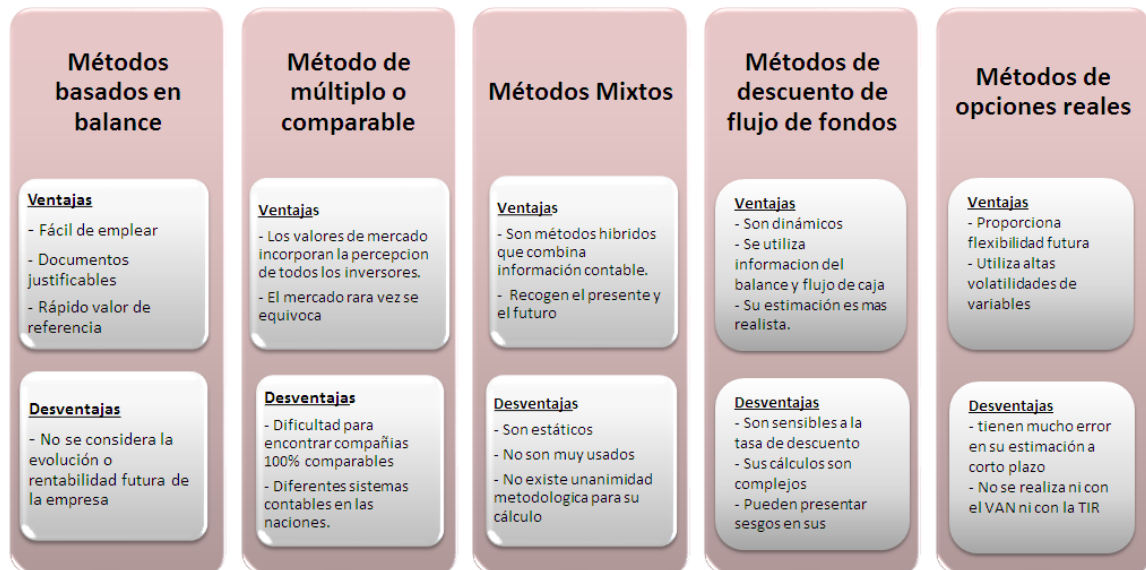 Métodos
basados en
balance
Ventajas
- Fácil de emplear
- Documentos
justificables
- Rápido valor de
referencia
Desventajas
- No se considera la
evolución o
rentabilidad futura de
la empresa
Método de
múltiplo o
comparable
Ventajas
- Los valores de mercado
incorporan la percepcion
de todos los inversores.
- El mercado rara vez se
equivoca
Desventajas
- Dificultad para
encontrar compañias
100% comparables
- Diferentes sistemas
contables en las
naciones.
Métodos Mixtos
Ventajas
- Son métodos hibridos
que combina
información contable.
- Recogen el presente y
el futuro
Desventajas
- Son estáticos
- No son muy usados
- No existe unanimidad
metodologica para su
cálculo
Métodos de
descuento de
flujo de fondos
Ventajas
- Son dinámicos
- Se utiliza
informacion del
balance y flujo de caja
- Su estimación es mas
realista.
Desventajas
- Son sensibles a la
tasa de descuento
- Sus cálculos son
complejos
- Pueden presentar
sesgos en sus
Métodos de
opciones reales
Ventajas
- Proporciona
flexibilidad futura
- Utiliza altas
volatilidades de
variables
Desventajas
- tienen mucho error
en su estimación a
corto plazo
- No se realiza ni con
el VAN ni con la TIR